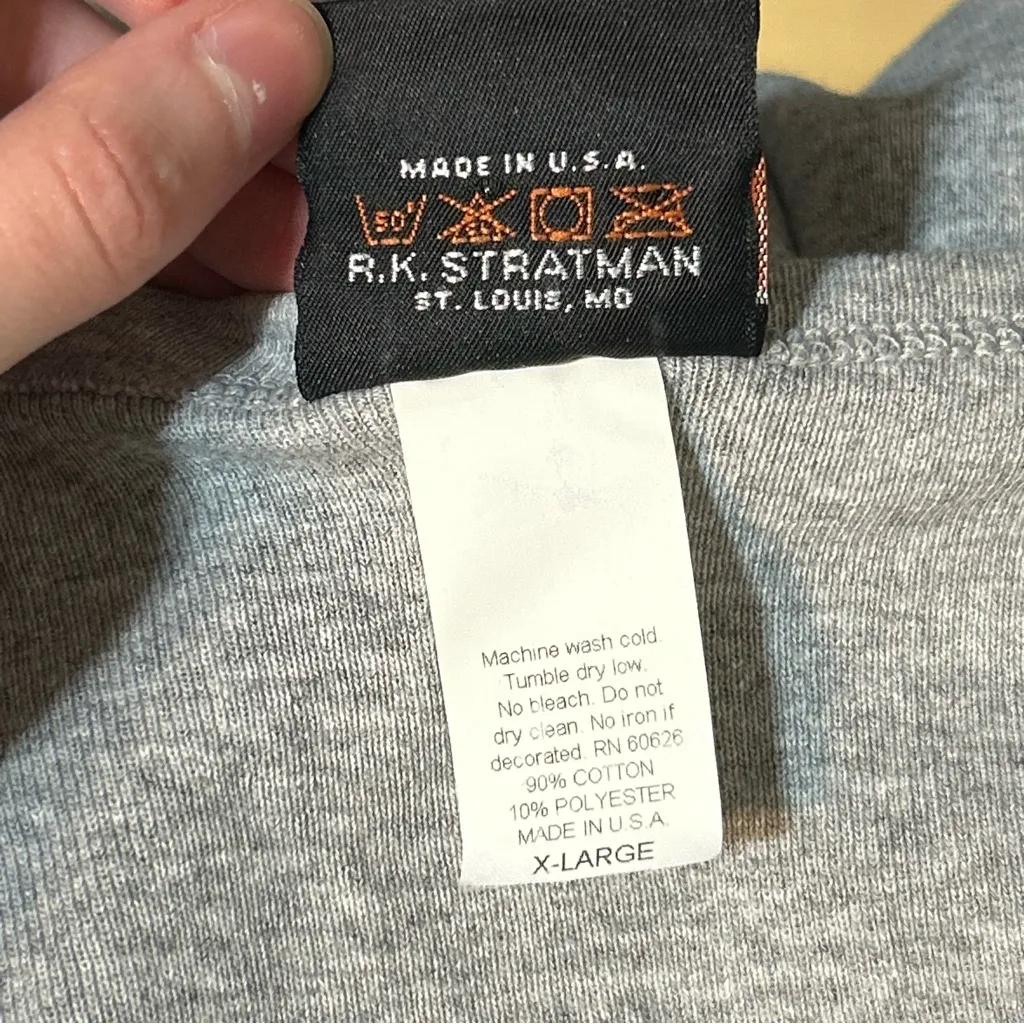 MADE IN U.S.A.
50°
R.K. STRATMAN
ST. LOUIS, MO
Machine wash cold.
Tumble dry low.
No bleach. Do not
dry clean. No iron if
decorated. RN 60626
90% COTTON
10% POLYESTER
MADE IN U.S.A.
X-LARGE